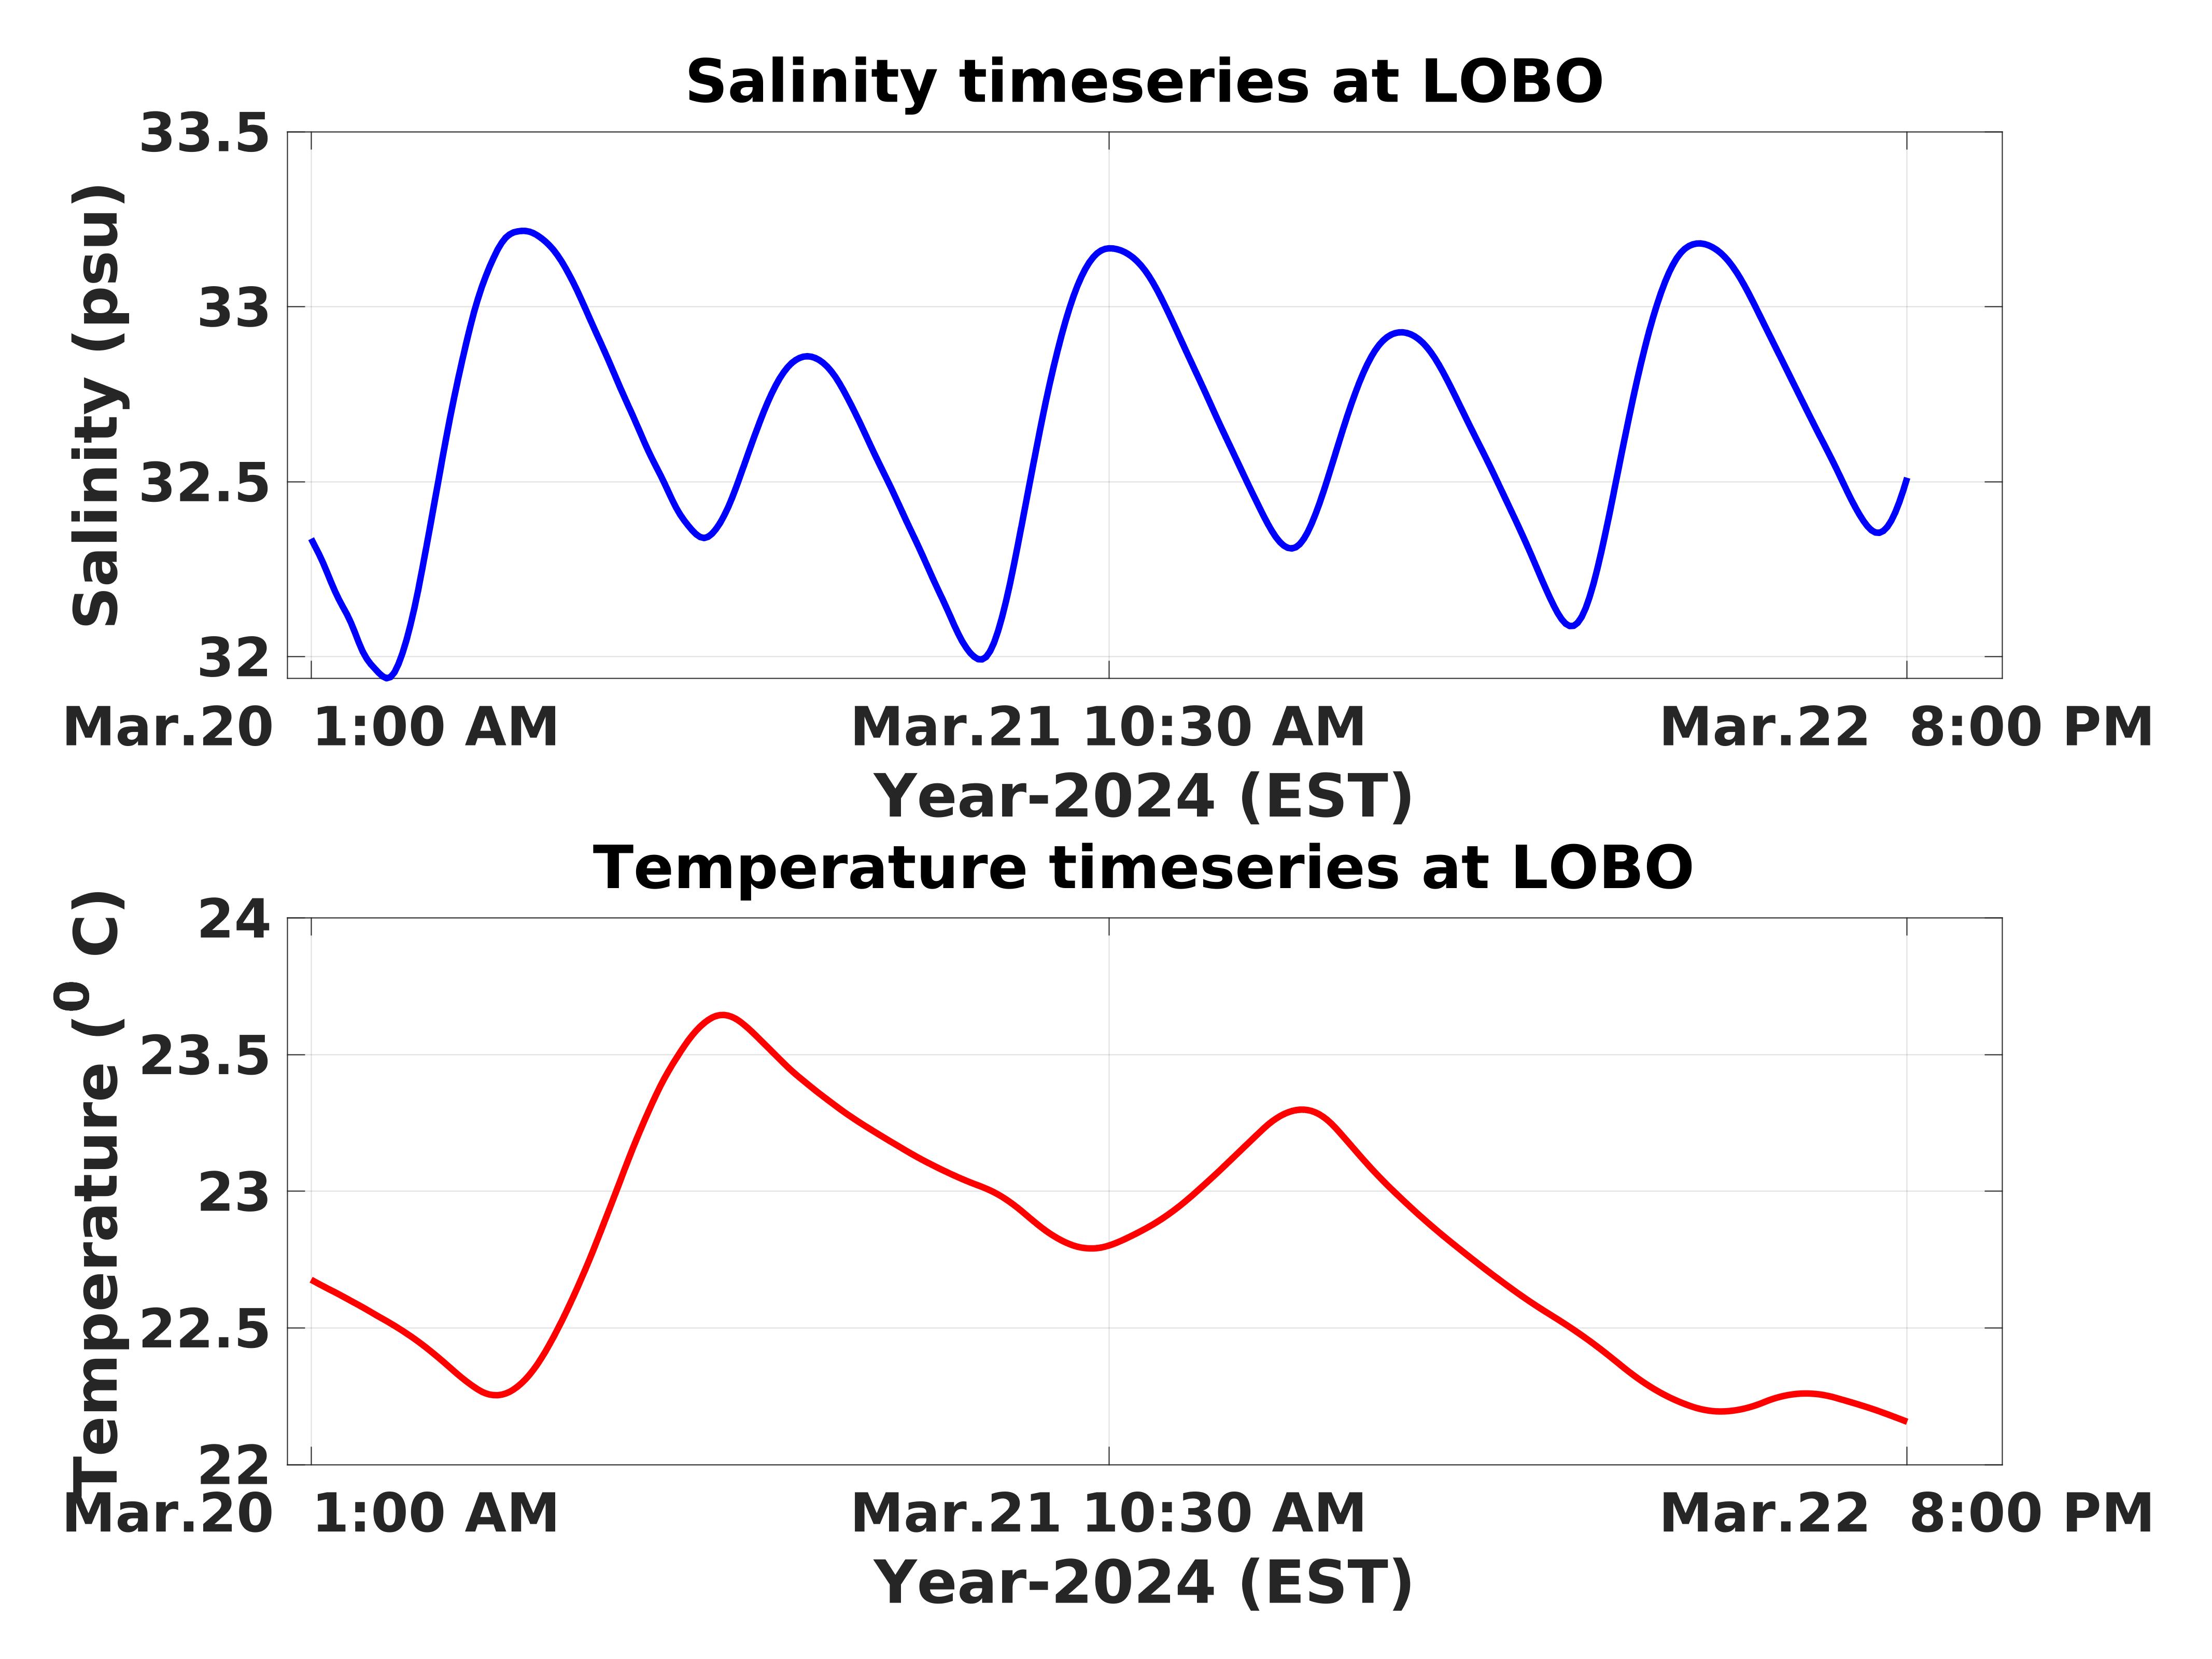 Salinity timeseries at LOBO
Salinity (psu)
33.5
33
32.5
32
Mar.20  1:00 AM
Mar.21 10:30 AM
Mar.22  8:00 PM
Year-2024 (EST)
Temperature timeseries at LOBO
Temperature (⁰ C)
24
23.5
23
22.5
22
Mar.20  1:00 AM
Mar.21 10:30 AM
Mar.22  8:00 PM
Year-2024 (EST)